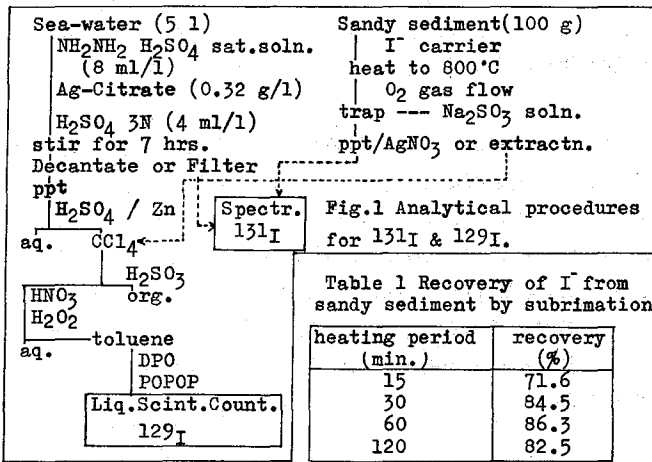 Sea-water (5 l)
NH₂NH₂ H₂SO₄ sat.soln.
(8 ml/l)
Ag-Citrate (0.32 g/l)
H₂SO₄ 3N (4 ml/l)
stir for 7 hrs.
Decantate or Filter
ppt
H₂SO₄ / Zn
aq. CCl₄
H₂SO₃
HNO₃ org.
H₂O₂
toluene
aq.
DPO
POPOP
Liq.Scint.Count.
¹²⁹I
Sandy sediment(100 g)
I⁻ carrier
heat to 800°C
O₂ gas flow
trap --- Na₂SO₃ soln.
ppt/AgNO₃ or extractn.
Spectr.
¹³¹I
Fig.1 Analytical procedures
for ¹³¹I & ¹²⁹I.
Table 1 Recovery of I⁻ from
sandy sediment by subrimation
heating period recovery
(min.) (%)
15 71.6
30 84.5
60 86.3
120 82.5